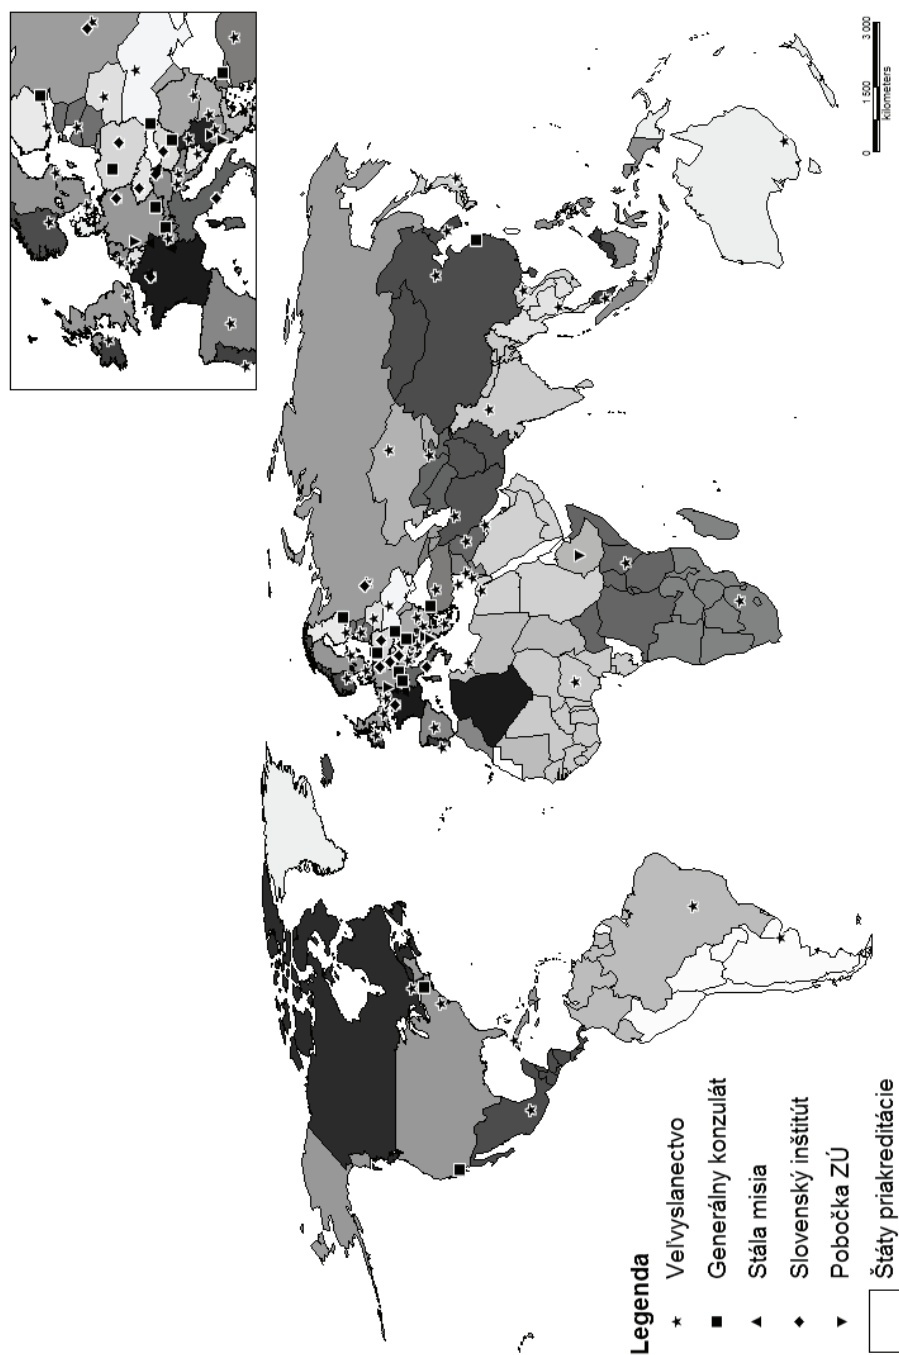 Legenda
Veľvyslanectvo
Generálny konzulát
Stála misia
Slovenský inštitút
Pobočka ZÚ
Štáty priakreditácie
0 1 500 3 000
kilometers